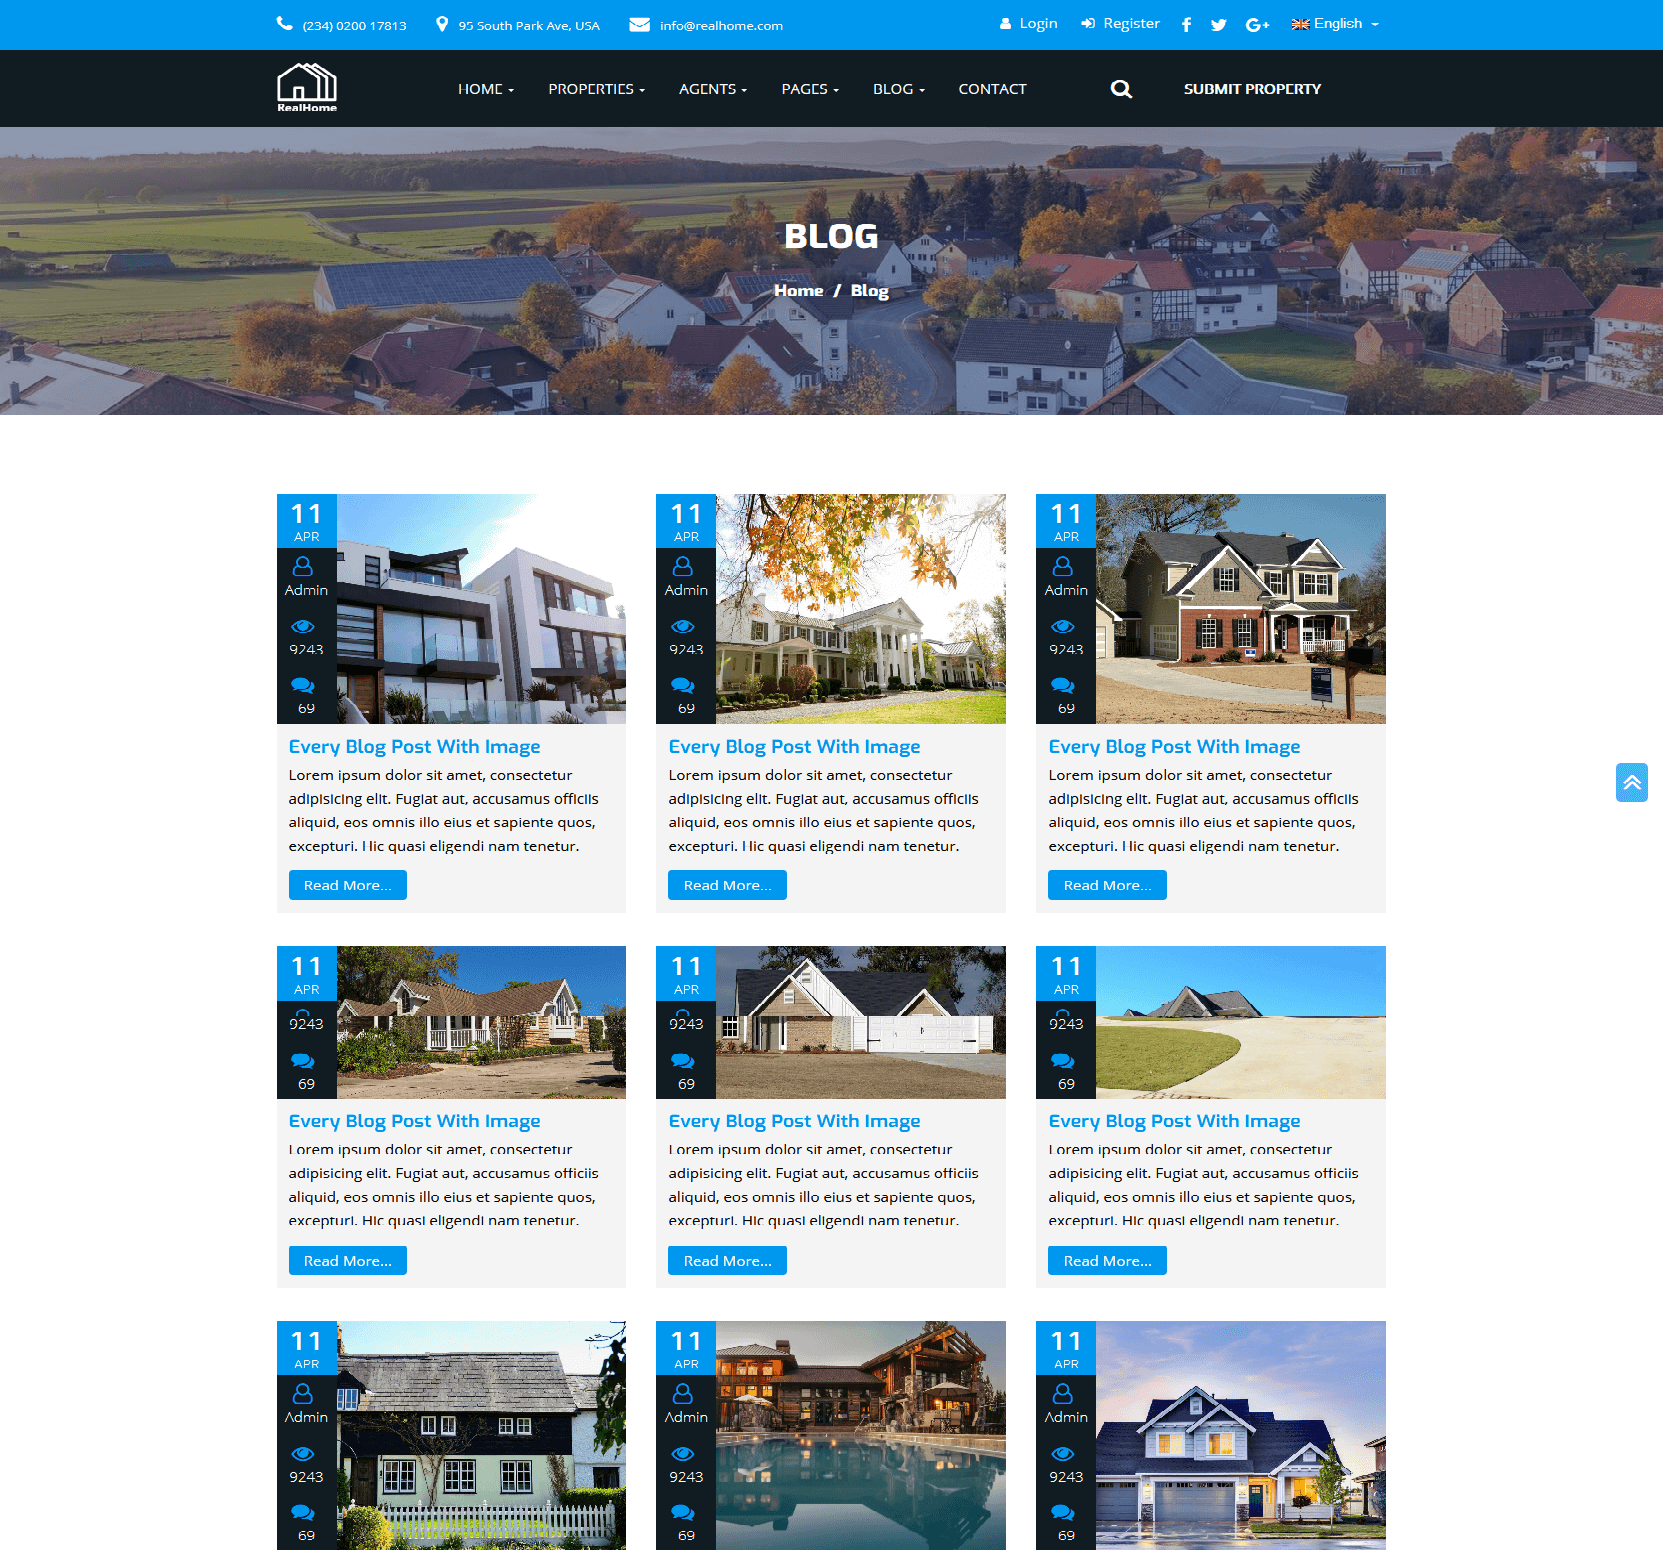 (234) 0200 17813 95 South Park Ave, USA info@realhome.com Login Register English
RealHome HOME PROPERTIES AGENTS PAGES BLOG CONTACT SUBMIT PROPERTY
BLOG
Home / Blog
11 11 11
APR APR APR
Admin Admin Admin
9243 9243 9243
69 69 69
Every Blog Post With Image Every Blog Post With Image Every Blog Post With Image
Lorem ipsum dolor sit amet, consectetur Lorem ipsum dolor sit amet, consectetur Lorem ipsum dolor sit amet, consectetur
adipisicing elit. Fugiat aut, accusamus officiis adipisicing elit. Fugiat aut, accusamus officiis adipisicing elit. Fugiat aut, accusamus officiis
aliquid, eos omnis illo eius et sapiente quos, aliquid, eos omnis illo eius et sapiente quos, aliquid, eos omnis illo eius et sapiente quos,
excepturi. Hic quasi eligendi nam tenetur. excepturi. Hic quasi eligendi nam tenetur. excepturi. Hic quasi eligendi nam tenetur.
Read More... Read More... Read More...
11 11 11
APR APR APR
9243 9243 9243
69 69 69
Every Blog Post With Image Every Blog Post With Image Every Blog Post With Image
Lorem ipsum dolor sit amet, consectetur Lorem ipsum dolor sit amet, consectetur Lorem ipsum dolor sit amet, consectetur
adipisicing elit. Fugiat aut, accusamus officiis adipisicing elit. Fugiat aut, accusamus officiis adipisicing elit. Fugiat aut, accusamus officiis
aliquid, eos omnis illo eius et sapiente quos, aliquid, eos omnis illo eius et sapiente quos, aliquid, eos omnis illo eius et sapiente quos,
excepturi. Hic quasi eligendi nam tenetur. excepturi. Hic quasi eligendi nam tenetur. excepturi. Hic quasi eligendi nam tenetur.
Read More... Read More... Read More...
11 11 11
APR APR APR
Admin Admin Admin
9243 9243 9243
69 69 69